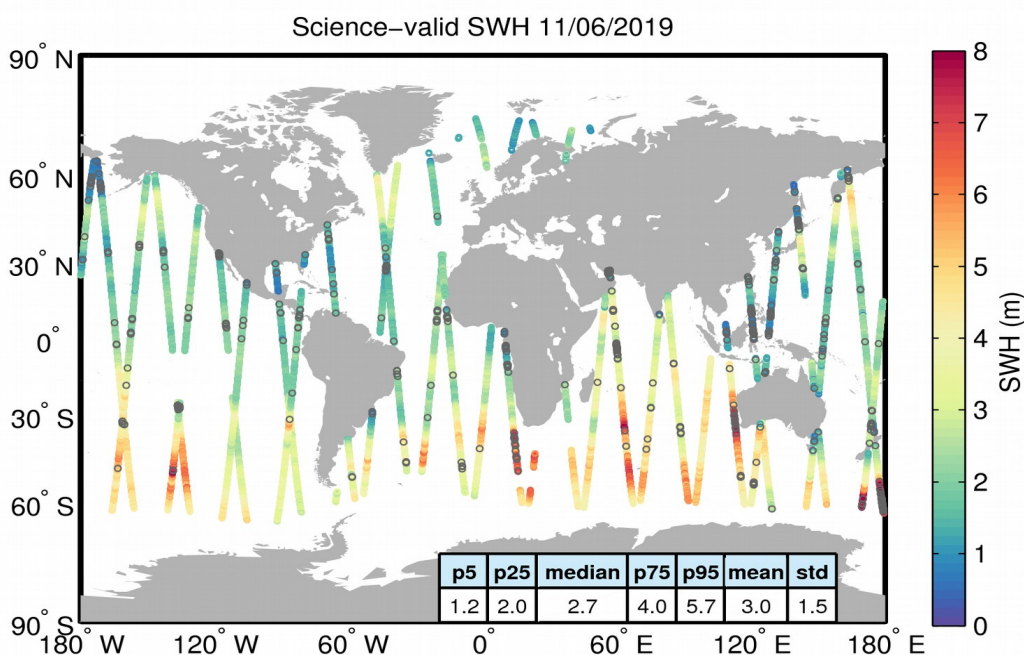 Science−valid SWH 11/06/2019
90° N
60° N
30° N
0°
30° S
60° S
90° S
180° W
120° W
60° W
0°
60° E
120° E
180° E
p5 p25 median p75 p95 mean std
1.2 2.0 2.7 4.0 5.7 3.0 1.5
8
7
6
5
4
3
2
1
0
SWH (m)